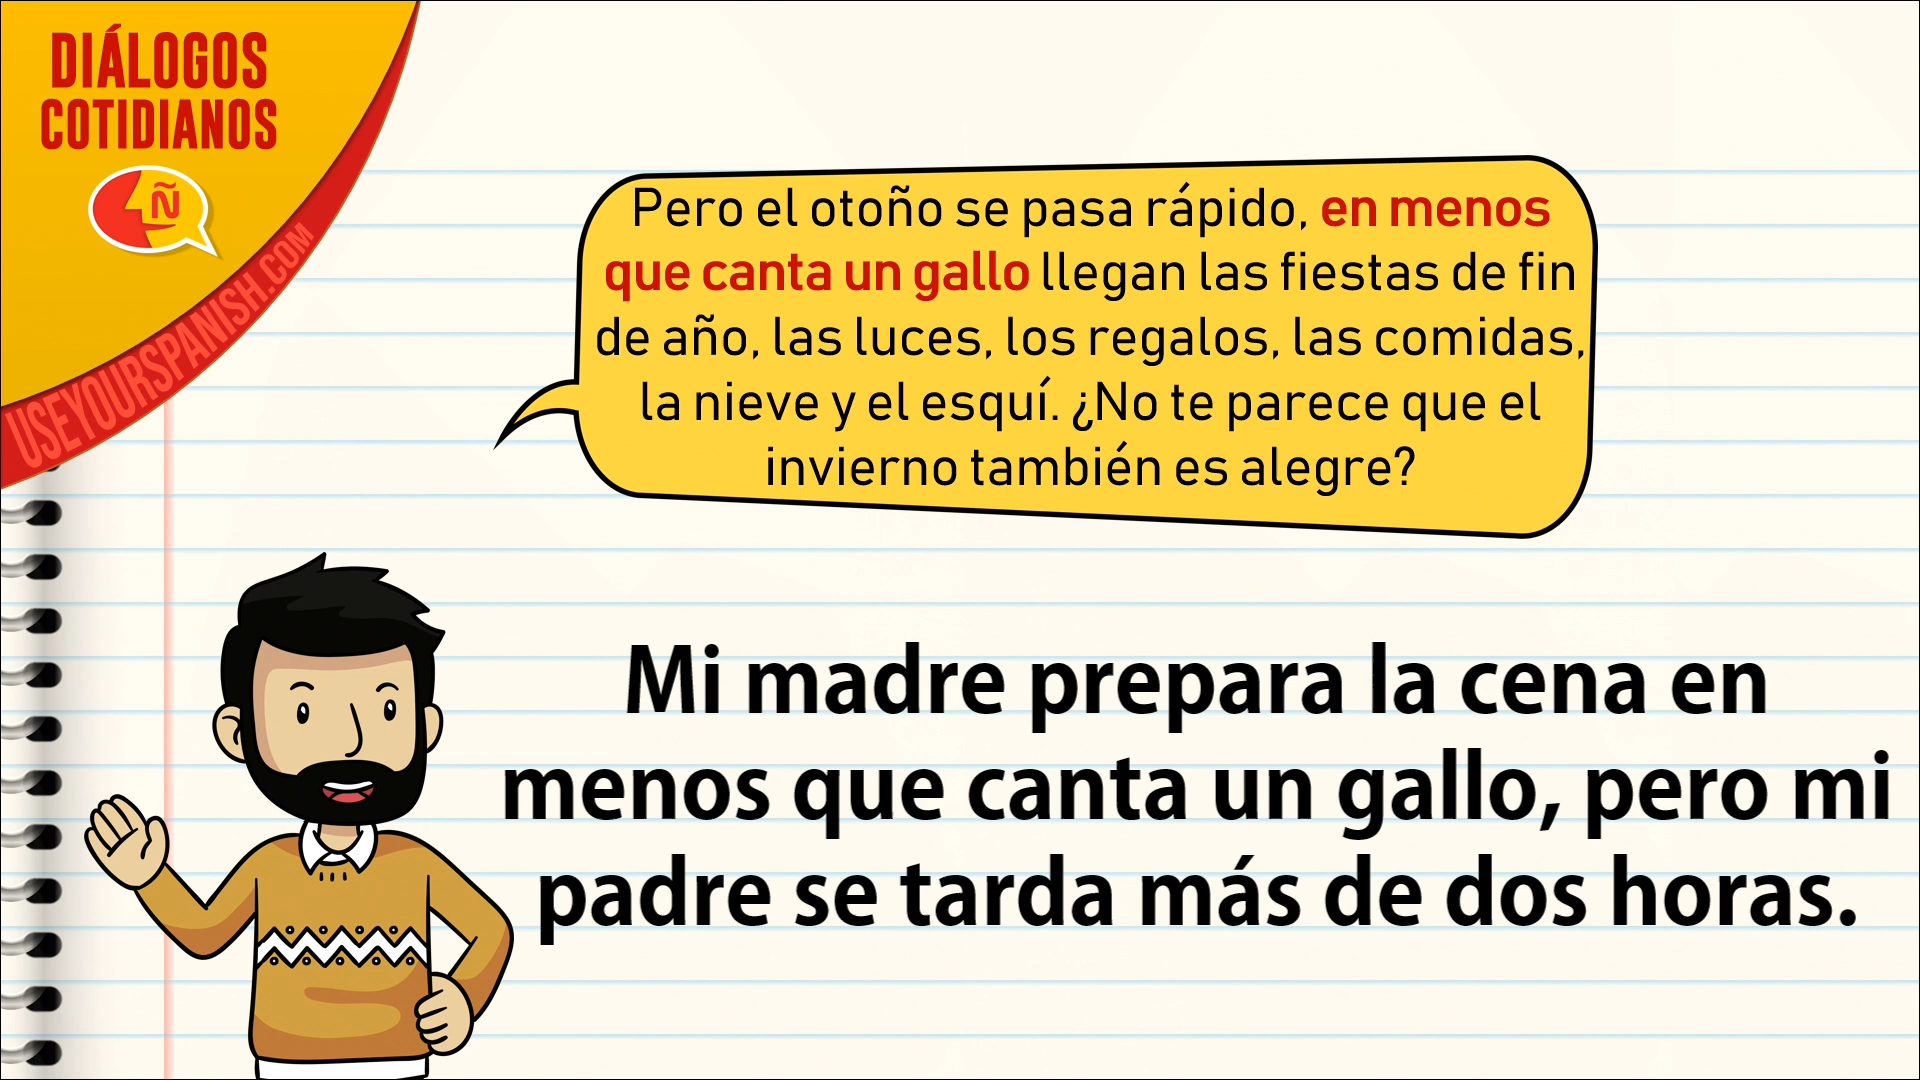 DIÁLOGOS
COTIDIANOS
Ñ
USEYOURSPANISH.COM
Pero el otoño se pasa rápido, en menos
que canta un gallo llegan las fiestas de fin
de año, las luces, los regalos, las comidas,
la nieve y el esquí. ¿No te parece que el
invierno también es alegre?
Mi madre prepara la cena en
menos que canta un gallo, pero mi
padre se tarda más de dos horas.